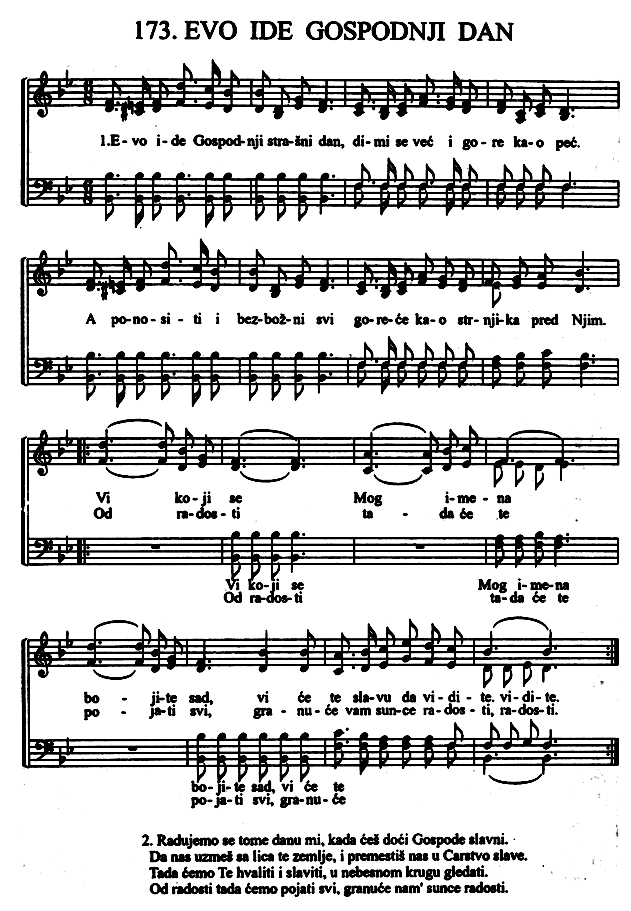 173. EVO IDE GOSPODNJI DAN
1.E - vo i - de Gospod - nji stra - šni dan, di - mi se već i go - re ka - o peć.
A po - no - si - ti i bez - bož - ni svi go - re - će ka - o str - nji - ka pred Njim.
Vi ko - ji se Mog i - me - na
Od ra - dos - ti ta - da će te
Vi ko - ji se Mog i - me - na
Od ra - dos - ti ta - da će te
bo - ji - te sad, vi će te sla - vu da vi - di - te. vi - di - te.
po - ja - ti svi, gra - nu - će vam sun - ce ra - dos - ti, ra - dos - ti.
bo - ji - te sad, vi će te
po - ja - ti svi, gra - nu - će
2. Radujemo se tome danu mi, kada ćeš doći Gospode slavni.
Da nas uzmeš sa lica te zemlje, i premestiš nas u Carstvo slave.
Tada ćemo Te hvaliti i slaviti, u nebesnom krugu gledati.
Od radosti tada ćemo pojati svi, granuće nam' sunce radosti.